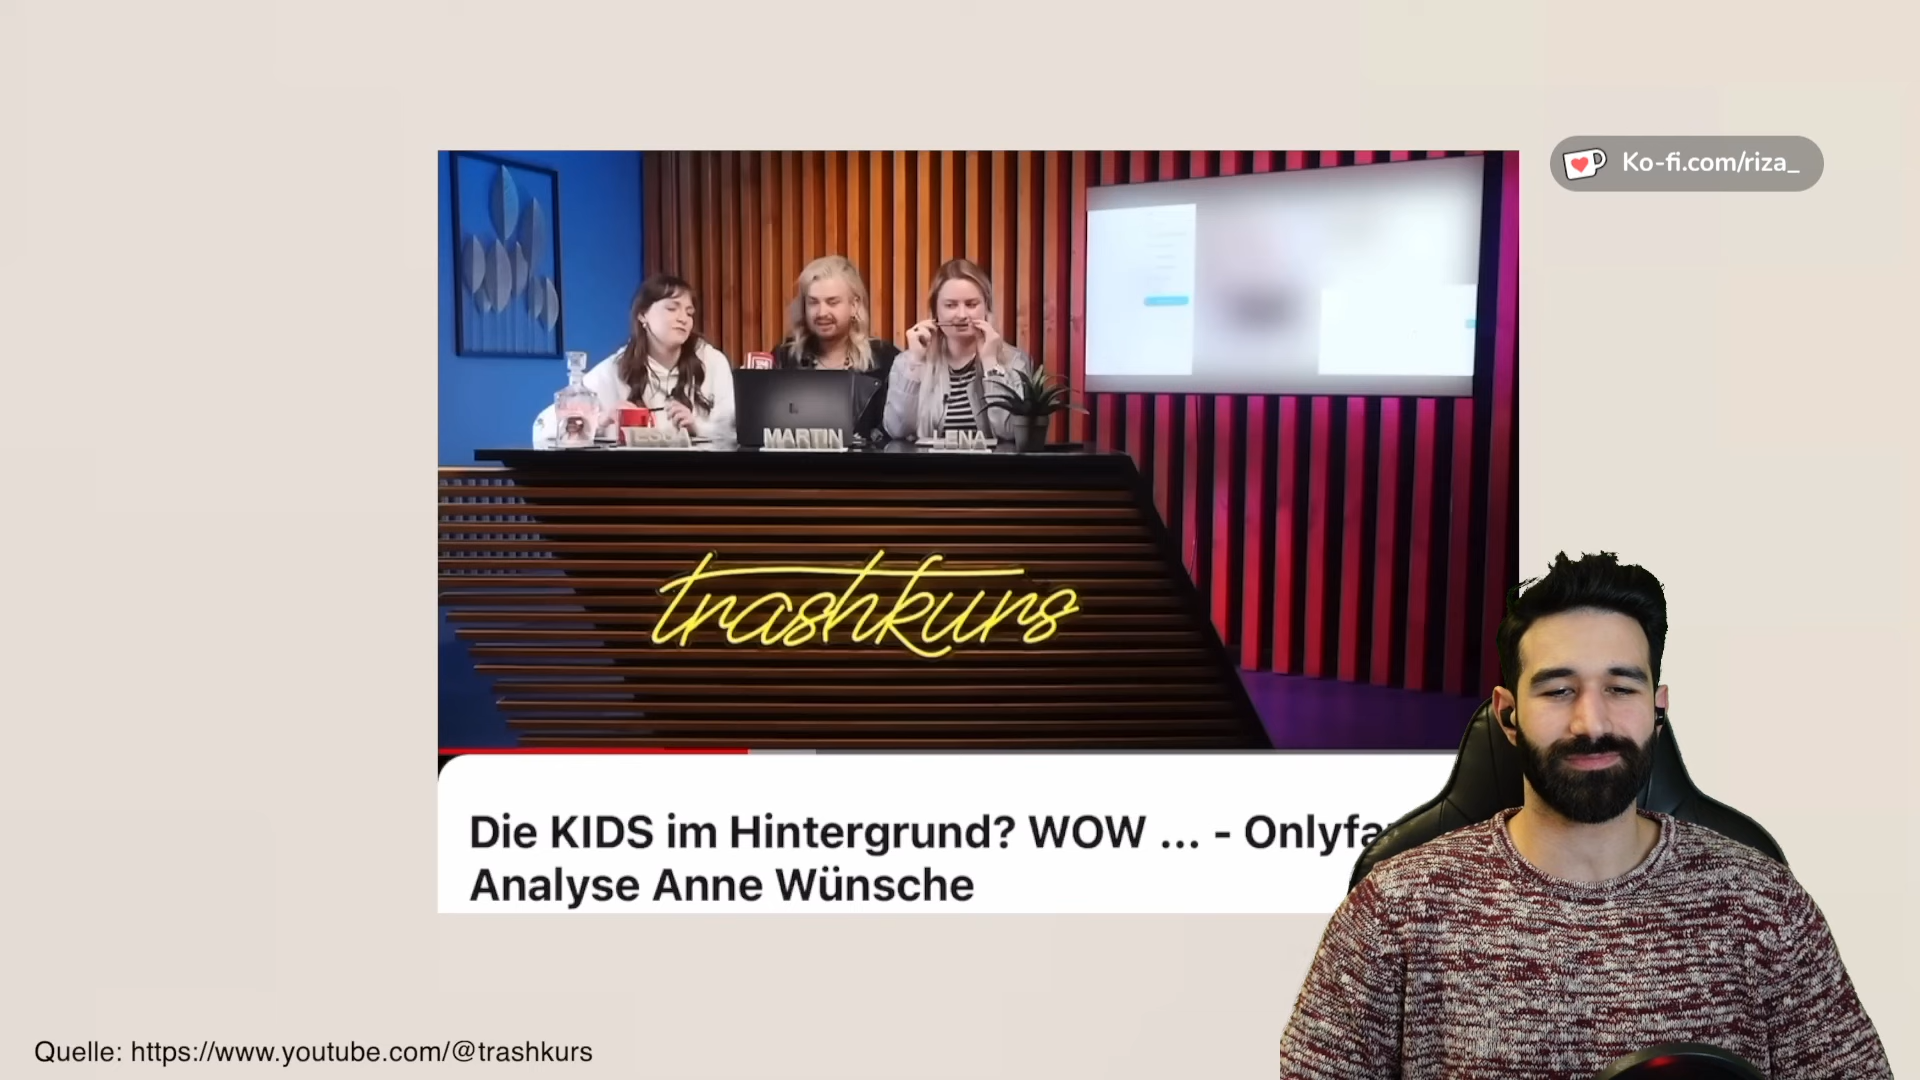 Ko-fi.com/riza_
MARTIN
LENA
trashkurs
Die KIDS im Hintergrund? WOW ... - Onlyfa
Analyse Anne Wünsche
Quelle: https://www.youtube.com/@trashkurs